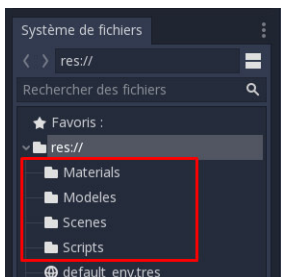 Système de fichiers
res://
Rechercher des fichiers
Favoris :
res://
Materials
Modeles
Scenes
Scripts
default_env.tres